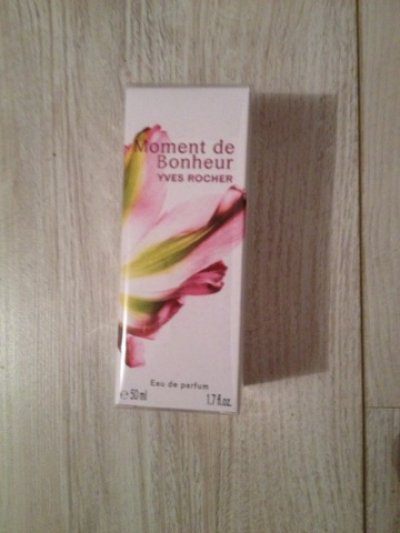 Moment de
Bonheur
YVES ROCHER
Eau de parfum
℮ 50 ml
1.7 fl.oz.